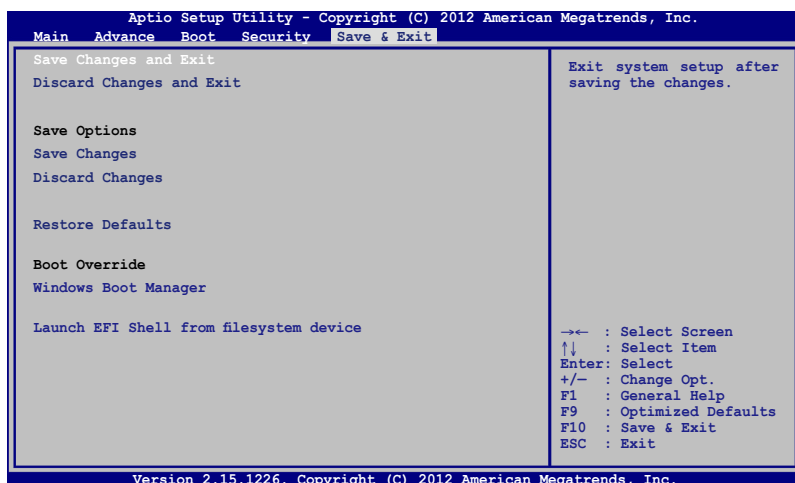 Aptio Setup Utility - Copyright (C) 2012 American Megatrends, Inc.
Main Advance Boot Security Save & Exit
Save Changes and Exit
Discard Changes and Exit
Save Options
Save Changes
Discard Changes
Restore Defaults
Boot Override
Windows Boot Manager
Launch EFI Shell from filesystem device
Exit system setup after
saving the changes.
→← : Select Screen
↑↓ : Select Item
Enter: Select
+/— : Change Opt.
F1 : General Help
F9 : Optimized Defaults
F10 : Save & Exit
ESC : Exit
Version 2.15.1226. Copyright (C) 2012 American Megatrends, Inc.